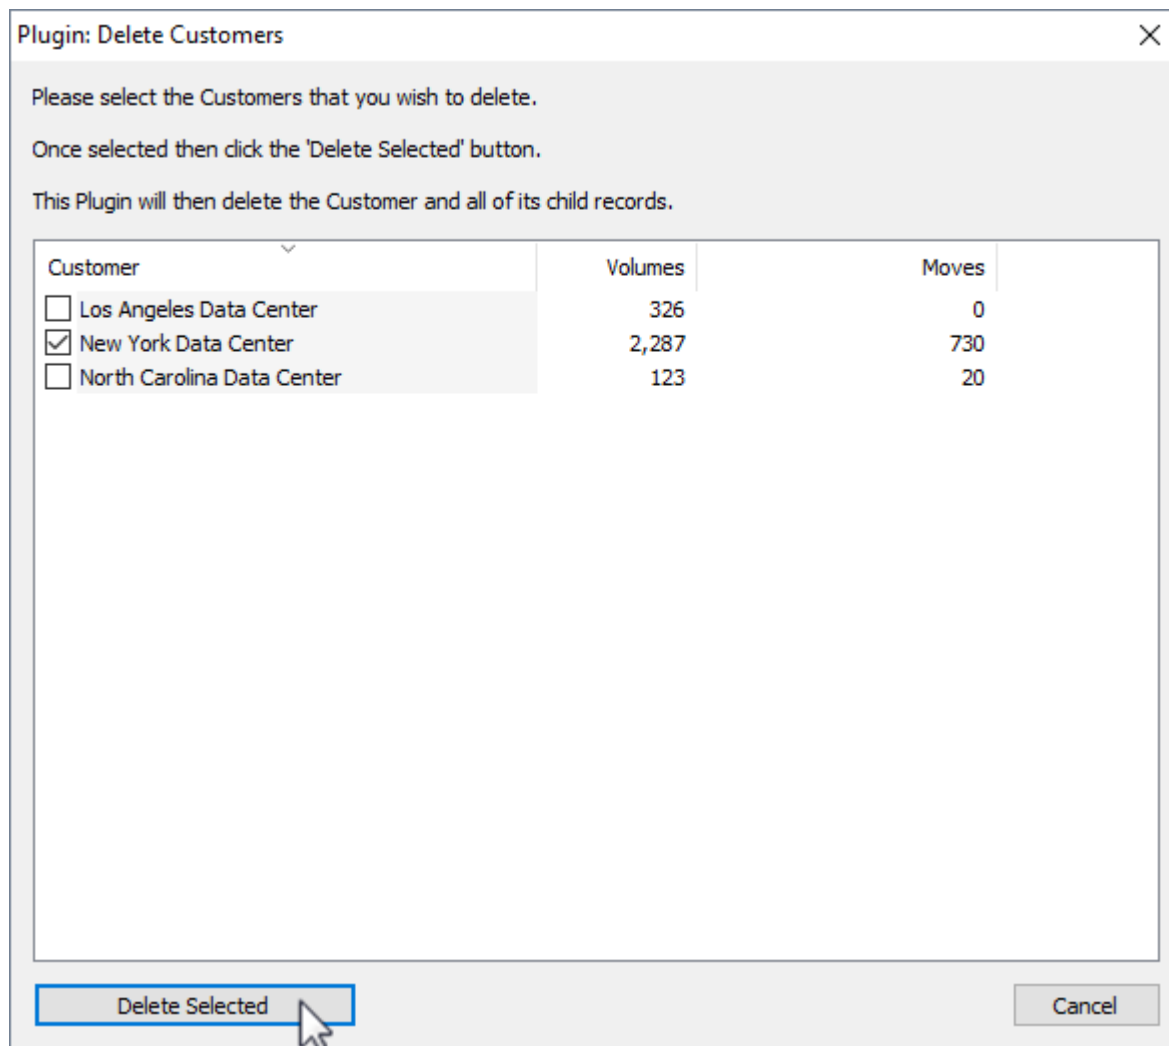 Plugin: Delete Customers
Please select the Customers that you wish to delete.
Once selected then click the 'Delete Selected' button.
This Plugin will then delete the Customer and all of its child records.
Customer Volumes Moves
Los Angeles Data Center 326 0
New York Data Center 2,287 730
North Carolina Data Center 123 20
Delete Selected Cancel